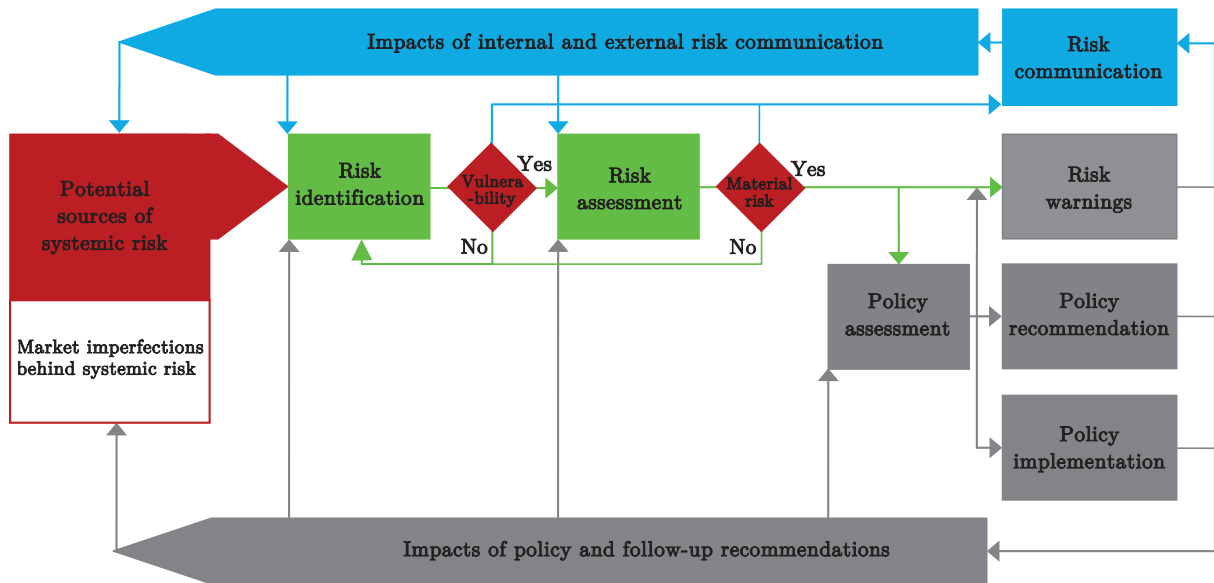 Impacts of internal and external risk communication
Risk
communication
Potential
sources of
systemic risk
Market imperfections
behind systemic risk
Risk
identification
Vulnera
-bility
Yes
No
Risk
assessment
Material
risk
Yes
No
Risk
warnings
Policy
assessment
Policy
recommendation
Policy
implementation
Impacts of policy and follow-up recommendations